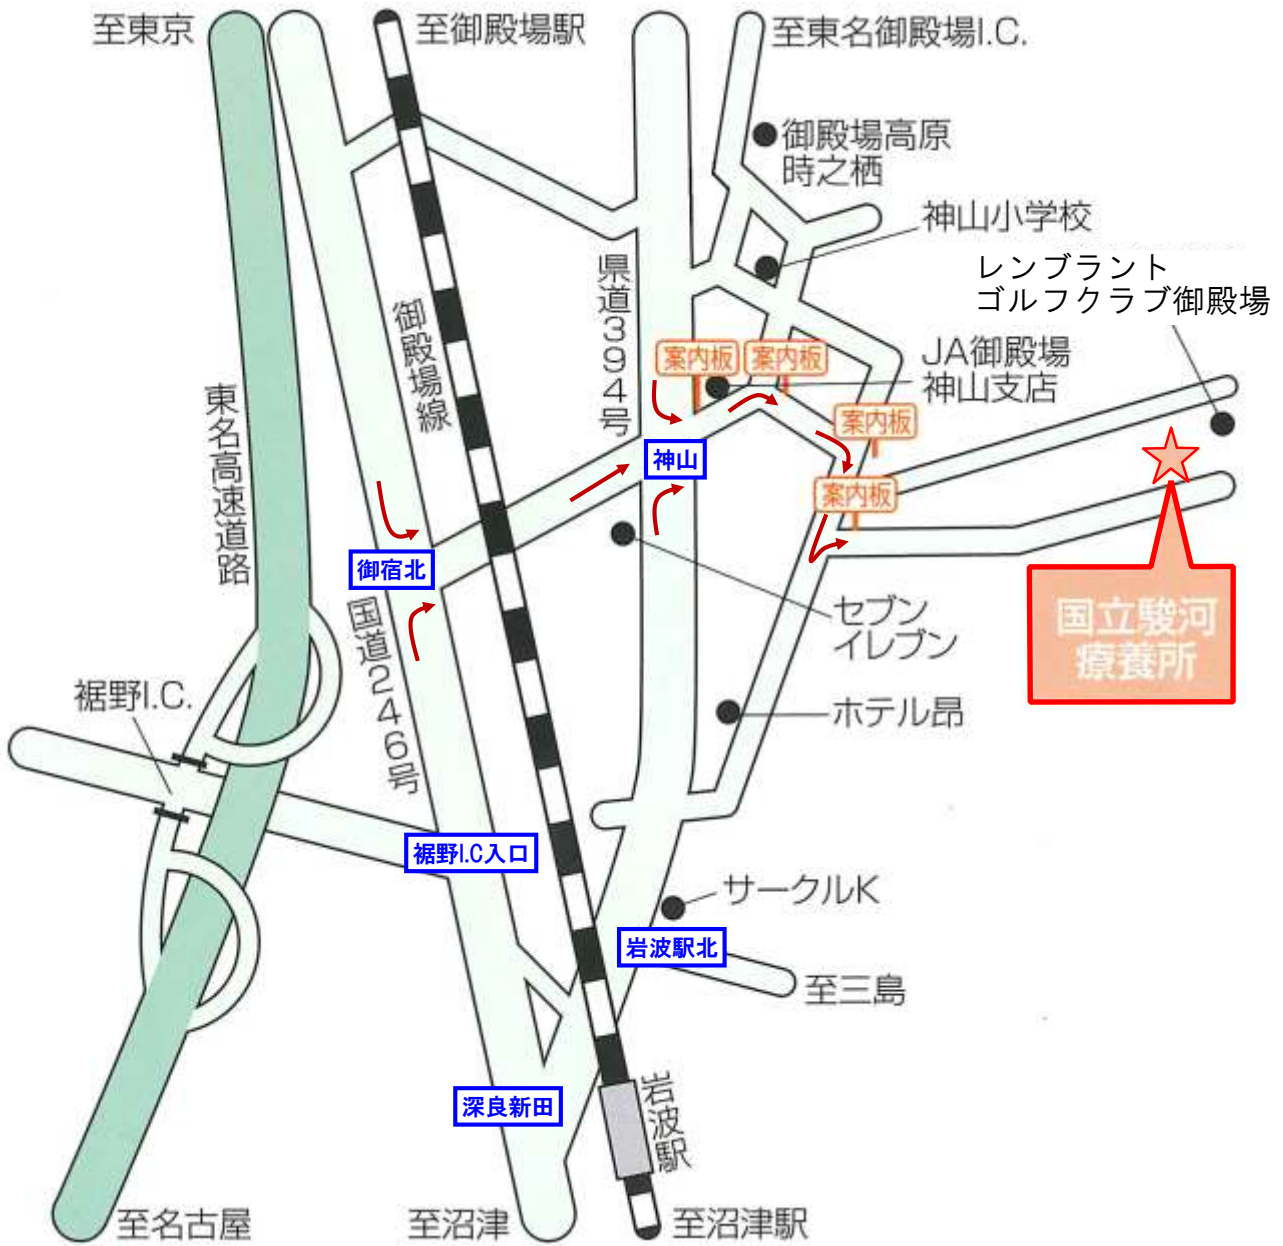 至東京
至御殿場駅
至東名御殿場I.C.
御殿場高原
時之栖
神山小学校
レンブラント
ゴルフクラブ御殿場
県道394号
御殿場線
案内板
案内板
JA御殿場
神山支店
東名高速道路
案内板
神山
案内板
御宿北
国道246号
セブン
イレブン
国立駿河
療養所
裾野I.C.
ホテル昴
裾野I.C入口
サークルK
岩波駅北
至三島
深良新田
岩波駅
至名古屋
至沼津
至沼津駅